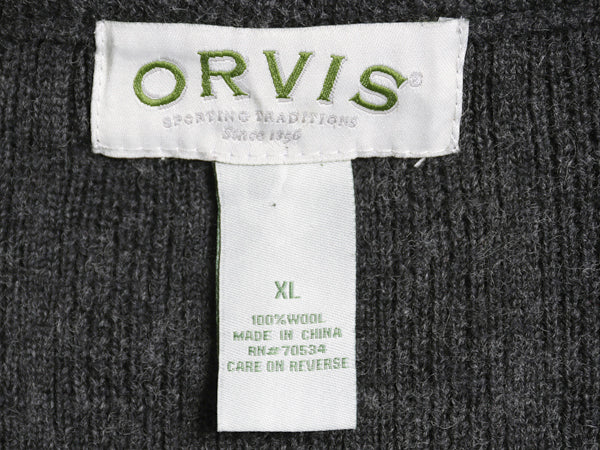 ORVIS®
SPORTING TRADITIONS
Since 1856
XL
100% WOOL
MADE IN CHINA
RN# 70534
CARE ON REVERSE